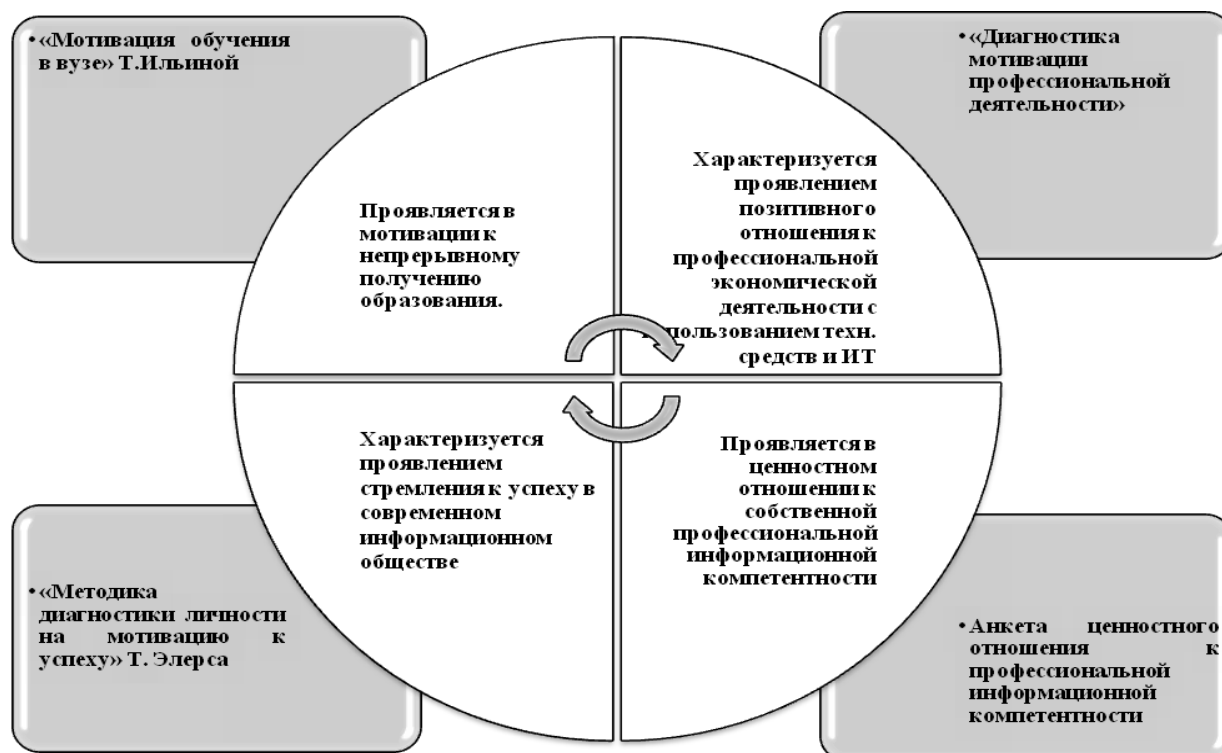 •«Мотивация обучения
в вузе» Т.Ильиной
•«Диагностика
мотивации
профессиональной
деятельности»
Проявляется в
мотивации к
непрерывному
получению
образования.
Характеризуется
проявлением
позитивного
отношения к
профессиональной
экономической
деятельности с
пользованием техн.
средств и ИТ
Характеризуется
проявлением
стремления к успеху в
современном
информационном
обществе
Проявляется в
ценностном
отношении к
собственной
профессиональной
информационной
компетентности
•«Методика
диагностики личности
на мотивацию к
успеху» Т. Элерса
•Анкета ценностного
отношения к
профессиональной
информационной
компетентности